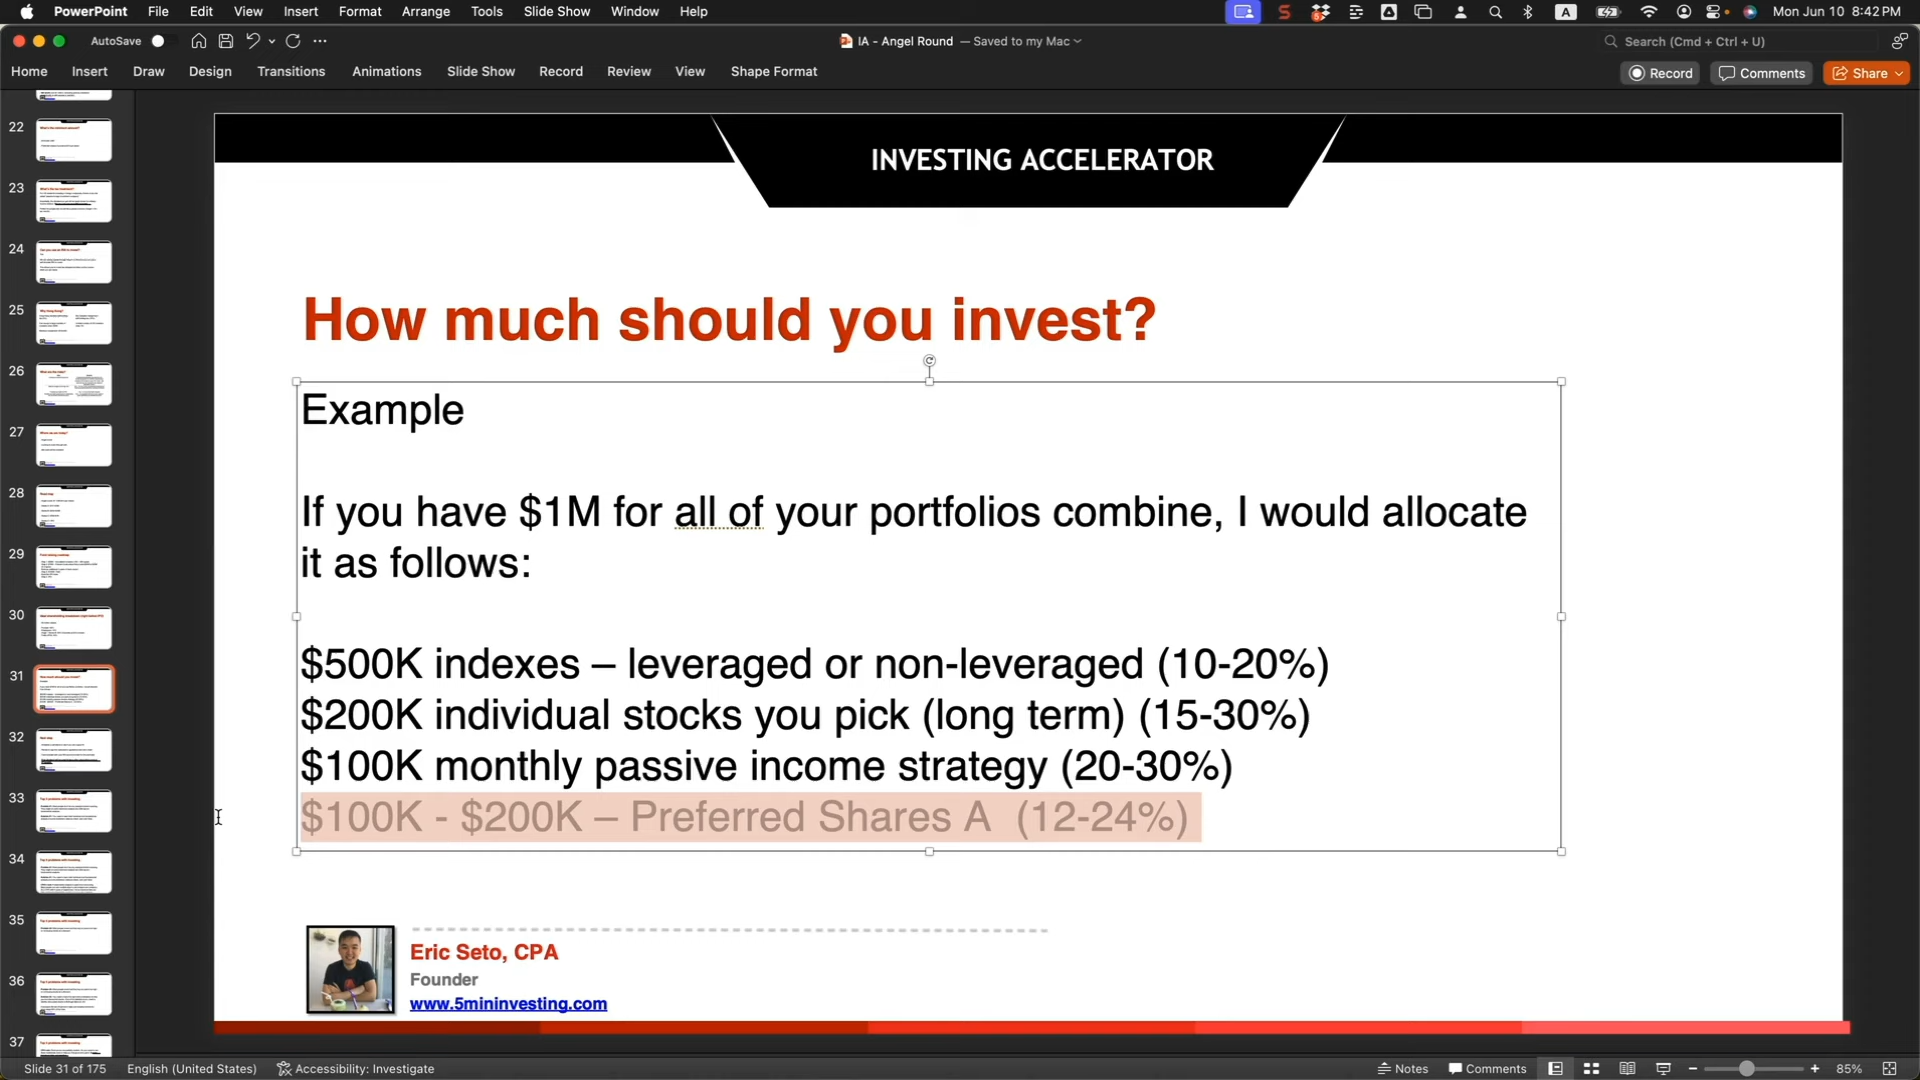 PowerPoint File Edit View Insert Format Arrange Tools Slide Show Window Help
A
Mon Jun 10 8:42 PM
AutoSave
IA - Angel Round — Saved to my Mac
Search (Cmd + Ctrl + U)
Home Insert Draw Design Transitions Animations Slide Show Record Review View Shape Format
Record Comments Share
22
23
24
25
26
27
28
29
30
31
32
33
34
35
36
37
INVESTING ACCELERATOR
How much should you invest?
Example
If you have $1M for all of your portfolios combine, I would allocate
it as follows:
$500K indexes – leveraged or non-leveraged (10-20%)
$200K individual stocks you pick (long term) (15-30%)
$100K monthly passive income strategy (20-30%)
$100K - $200K – Preferred Shares A (12-24%)
Eric Seto, CPA
Founder
www.5mininvesting.com
Slide 31 of 175 English (United States) Accessibility: Investigate
Notes Comments 85%